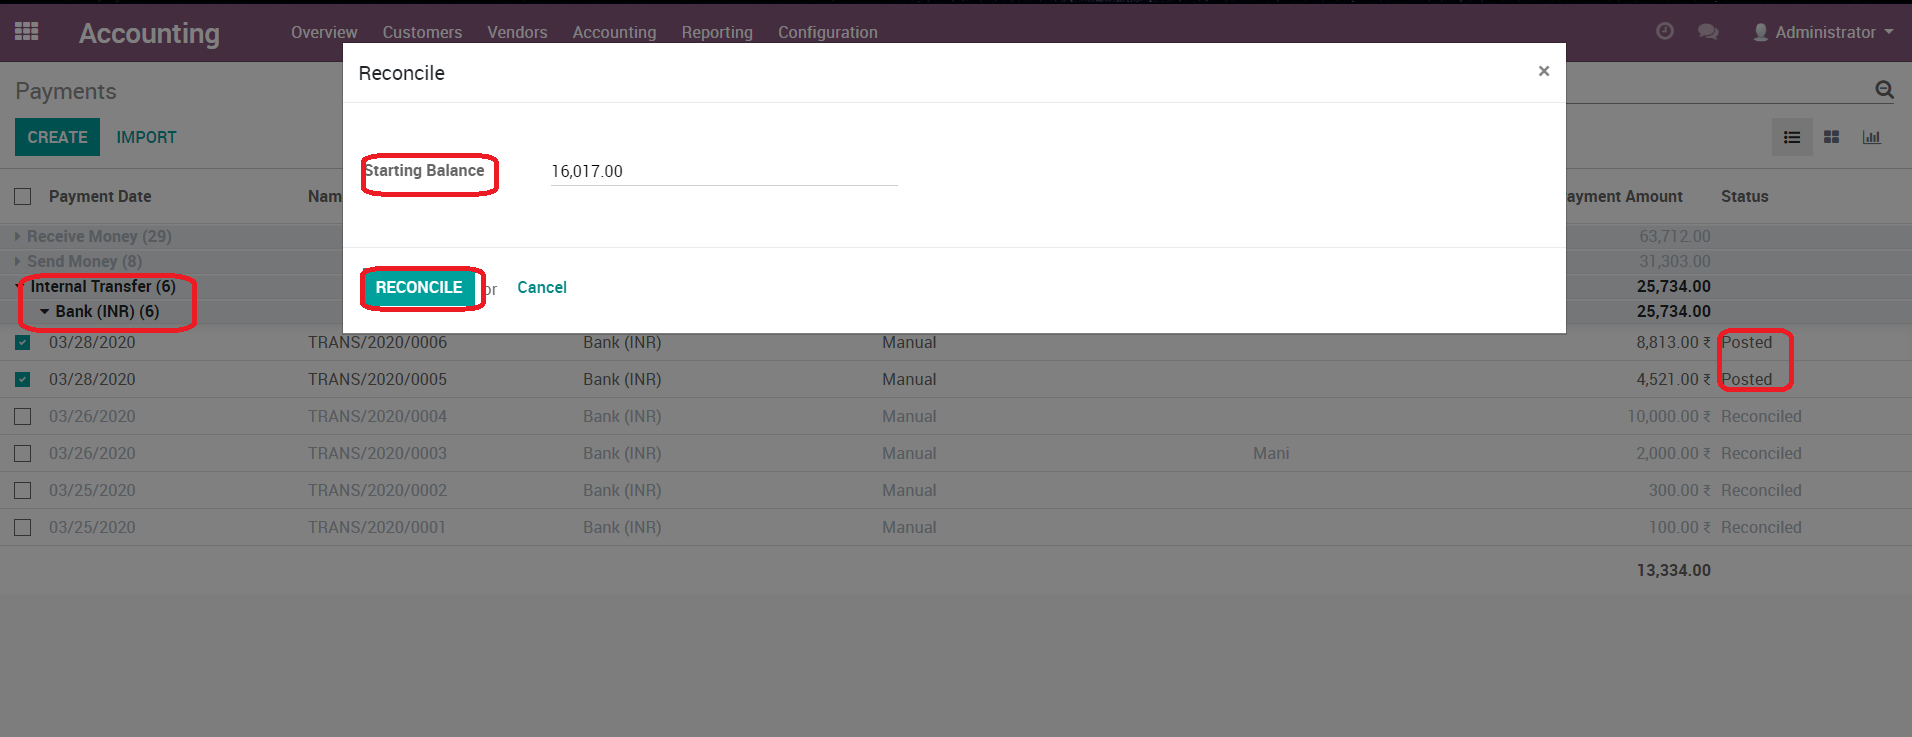 Accounting Overview Customers Vendors Accounting Reporting Configuration Administrator
Reconcile ×
Payments
CREATE IMPORT
Starting Balance 16,017.00
Payment Date Nam ayment Amount Status
Receive Money (29) 63,712.00
Send Money (8) 31,303.00
Internal Transfer (6) 25,734.00
RECONCILE or Cancel
Bank (INR) (6) 25,734.00
03/28/2020 TRANS/2020/0006 Bank (INR) Manual 8,813.00 ₹ Posted
03/28/2020 TRANS/2020/0005 Bank (INR) Manual 4,521.00 ₹ Posted
03/26/2020 TRANS/2020/0004 Bank (INR) Manual 10,000.00 ₹ Reconciled
03/26/2020 TRANS/2020/0003 Bank (INR) Manual Mani 2,000.00 ₹ Reconciled
03/25/2020 TRANS/2020/0002 Bank (INR) Manual 300.00 ₹ Reconciled
03/25/2020 TRANS/2020/0001 Bank (INR) Manual 100.00 ₹ Reconciled
13,334.00